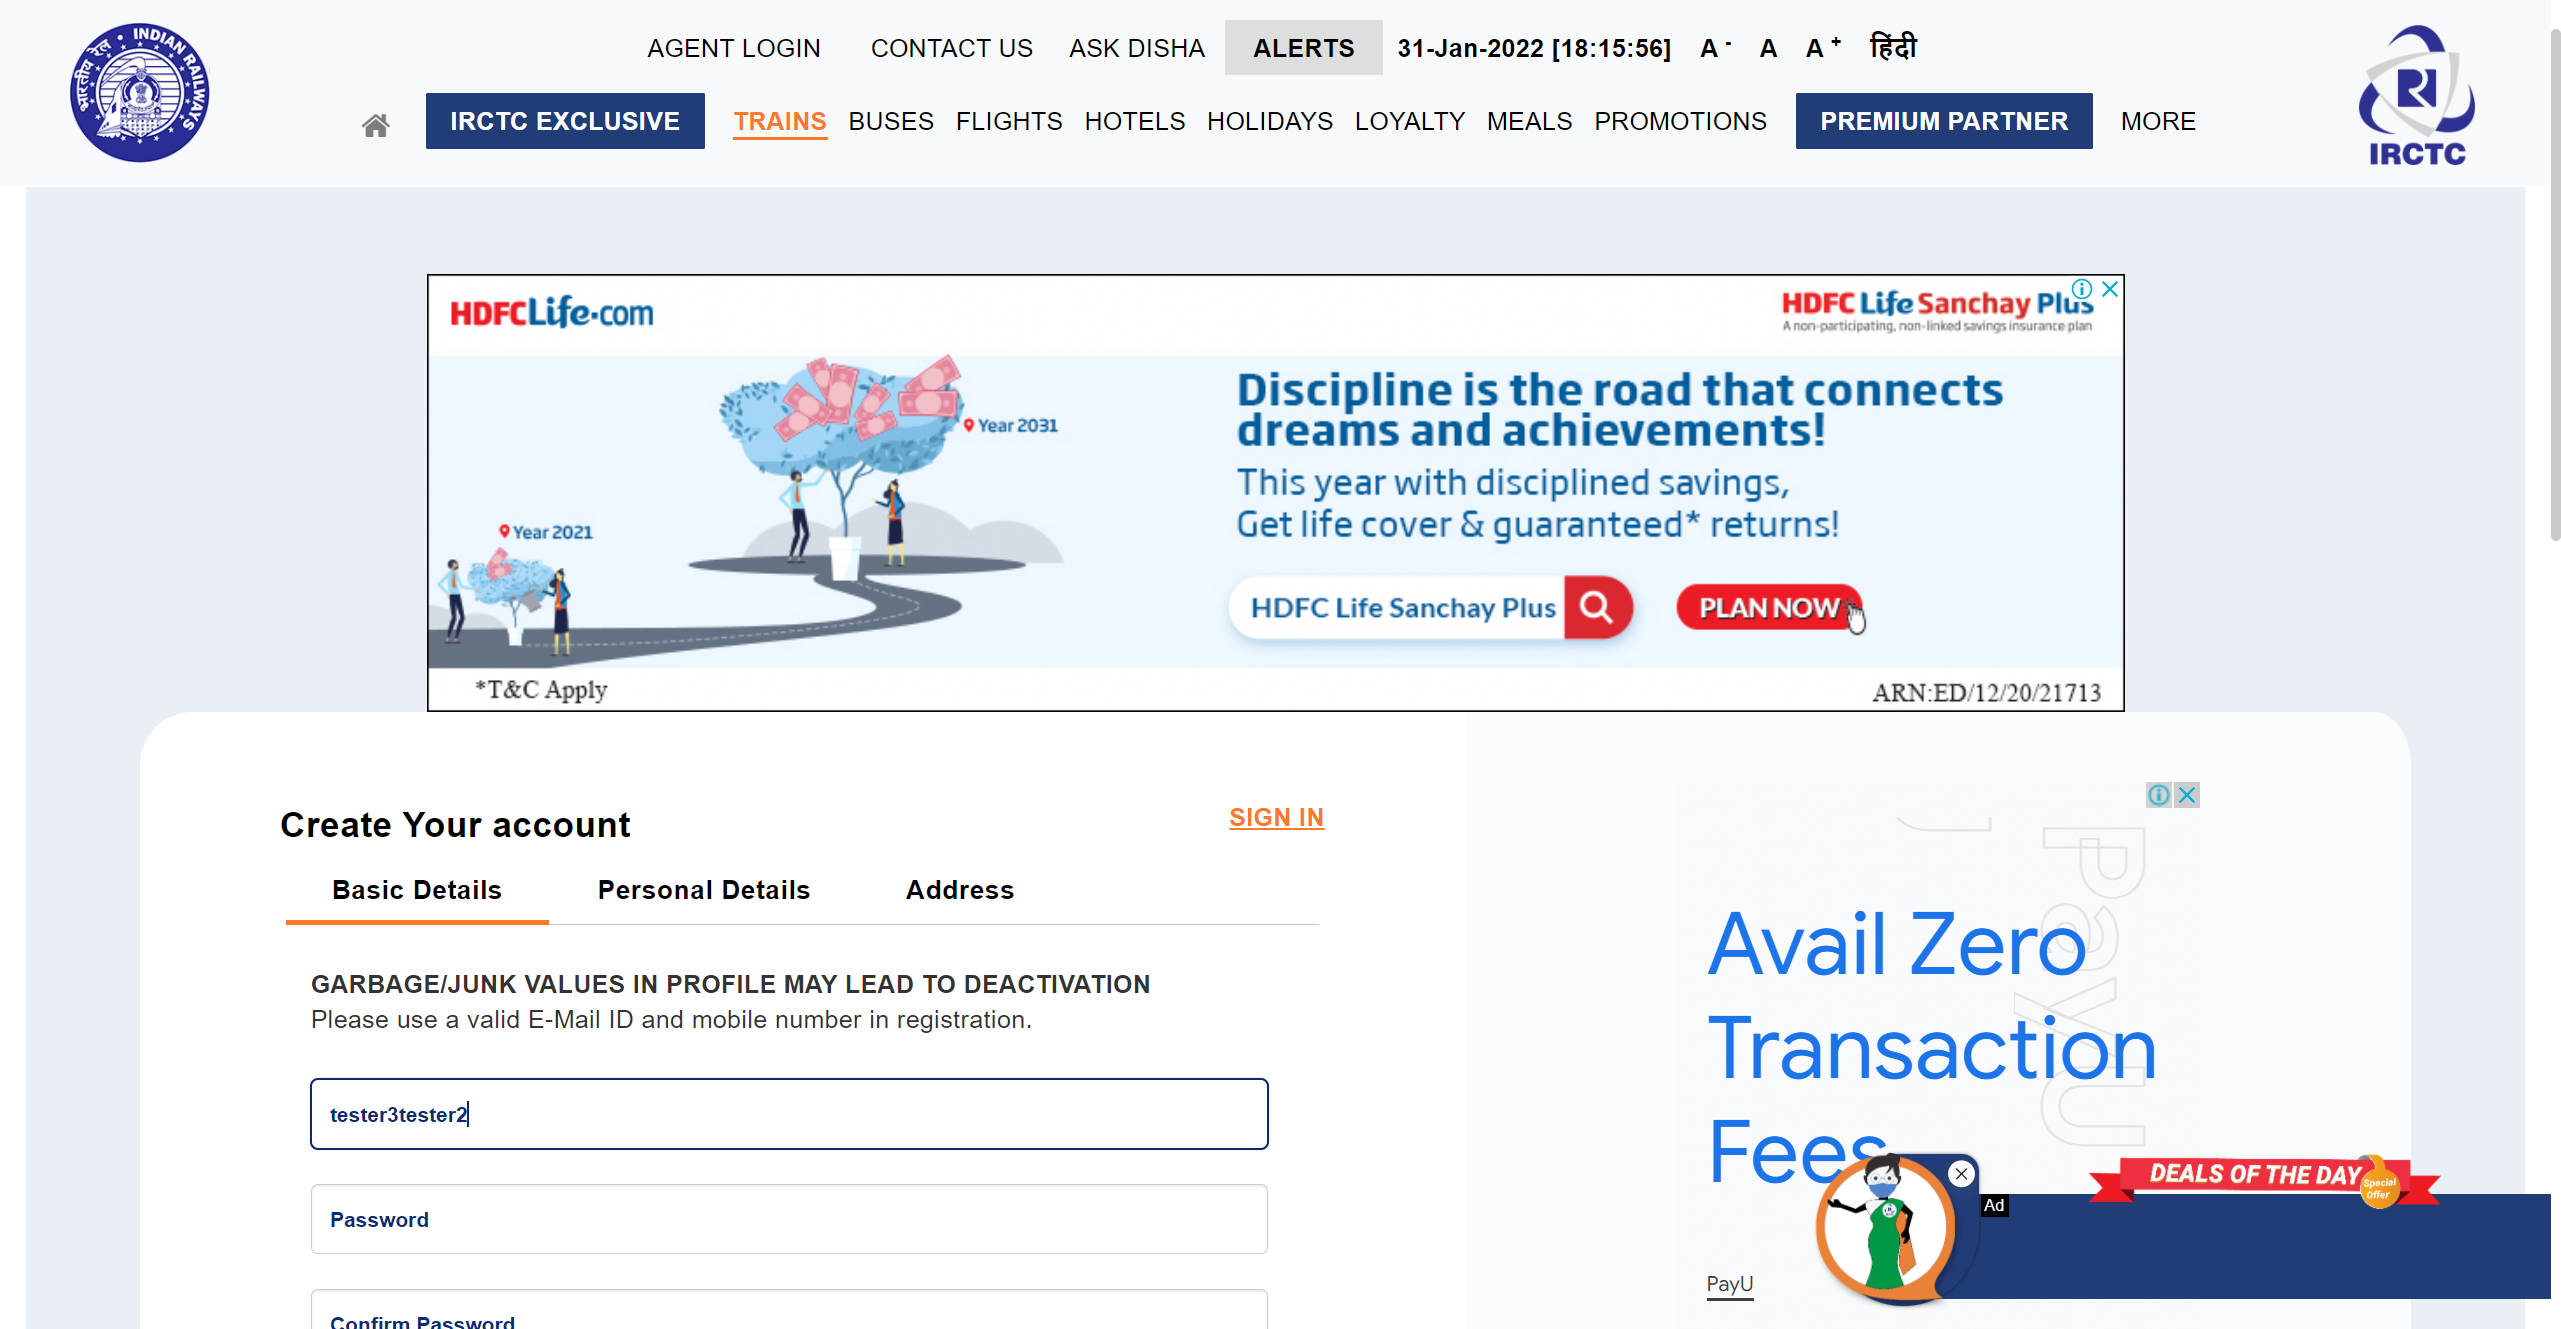 AGENT LOGIN CONTACT US ASK DISHA ALERTS 31-Jan-2022 [18:15:56] A - A A + हिंदी
भारतीय रेल • INDIAN RAILWAYS
IRCTC EXCLUSIVE TRAINS BUSES FLIGHTS HOTELS HOLIDAYS LOYALTY MEALS PROMOTIONS PREMIUM PARTNER MORE
IRCTC
HDFCLife.com
HDFC Life Sanchay Plus
A non-participating, non-linked savings insurance plan
Discipline is the road that connects
dreams and achievements!
Year 2031
This year with disciplined savings,
Get life cover & guaranteed* returns!
Year 2021
HDFC Life Sanchay Plus PLAN NOW
*T&C Apply ARN:ED/12/20/21713
Create Your account SIGN IN
Basic Details Personal Details Address
GARBAGE/JUNK VALUES IN PROFILE MAY LEAD TO DEACTIVATION
Please use a valid E-Mail ID and mobile number in registration.
tester3tester2
Password
Confirm Password
PayU
Avail Zero
Transaction
Fees
PayU
Ad
DEALS OF THE DAY
Special
Offer